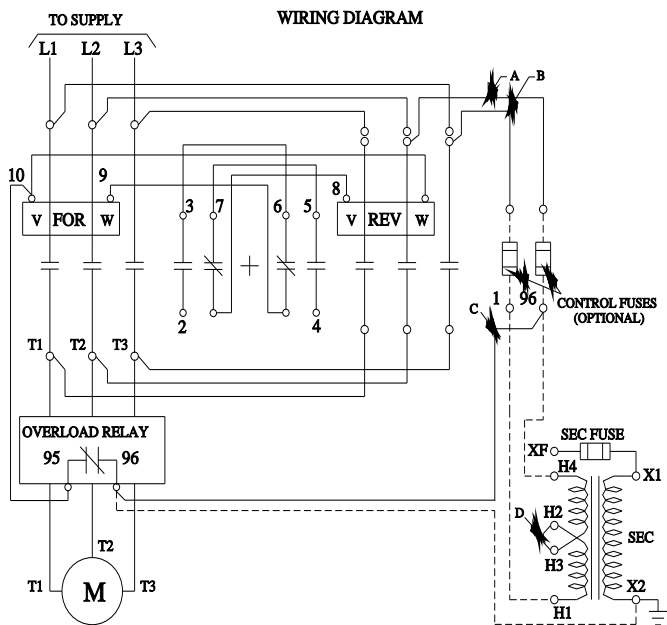 WIRING DIAGRAM
TO SUPPLY
L1 L2 L3
A B
10 9 3 7 6 5 8
V FOR W V REV W
1 96
CONTROL FUSES
(OPTIONAL)
C
2 4
T1 T2 T3
OVERLOAD RELAY
95 96
SEC FUSE
XF
H4 X1
D H2
SEC
H3
T2
T1 M T3
X2
H1